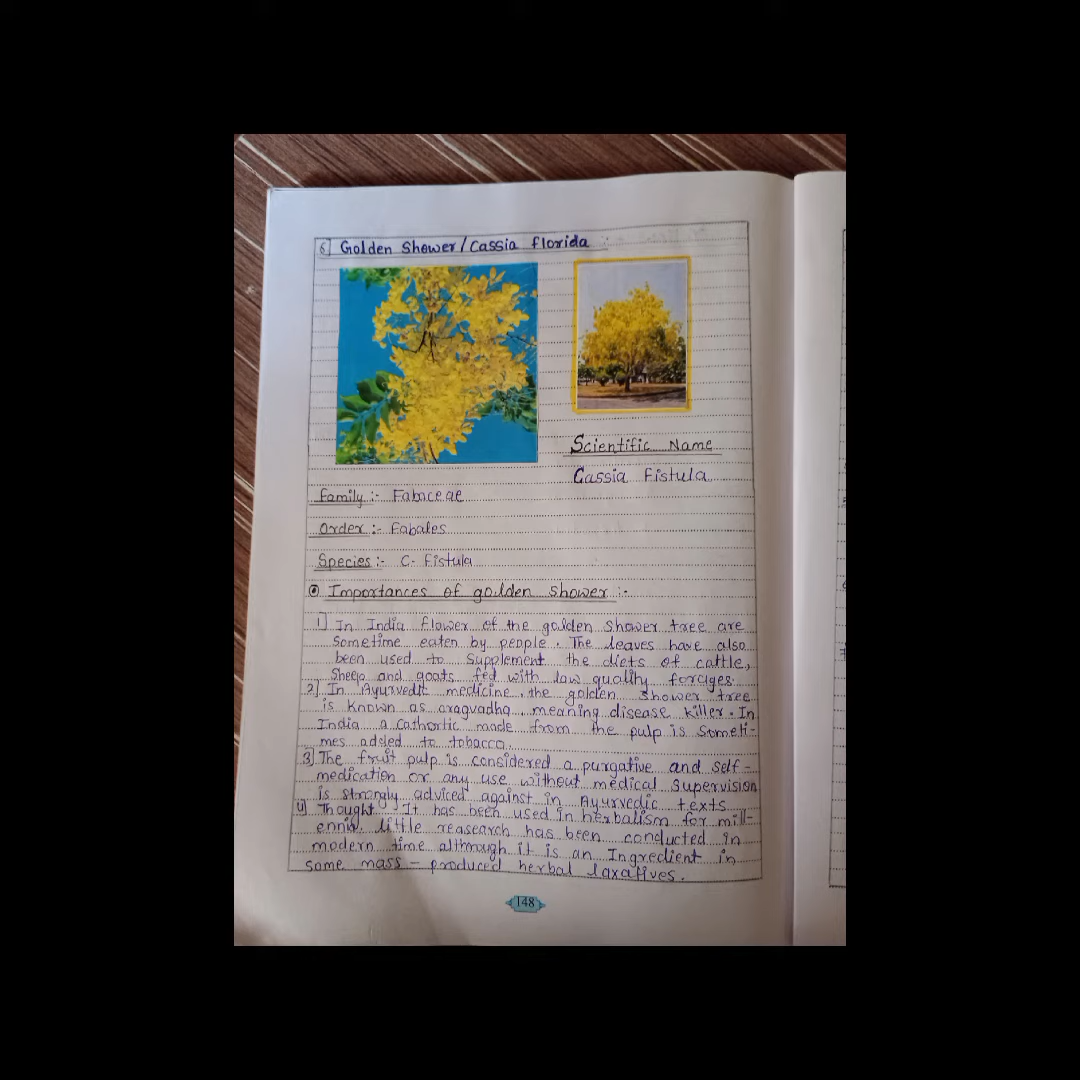 6] Golden Shower/Cassia florida :-
Scientific Name
Cassia Fistula
Family :- Fabaceae
Order :- Fabales
Species :- C. Fistula
Importances of golden shower :-
1] In India flower of the golden shower tree are
sometime eaten by people. The leaves have also
been used to supplement the diets of cattle,
Sheep and goats fed with low quality forages.
2] In Ayurvedic medicine, the golden shower tree
is known as aragvadha meaning disease killer. In
India a cathortic made from the pulp is someti-
mes added to tobacco.
3] The fruit pulp is considered a purgative and self-
medication or any use without medical supervision
is strongly adviced against in Ayurvedic texts
4] Thought It has been used in herbalism for mill-
ennia, little reasearch has been conducted in
modern time although it is an Ingredient in
some mass - produced herbal laxatives.
148